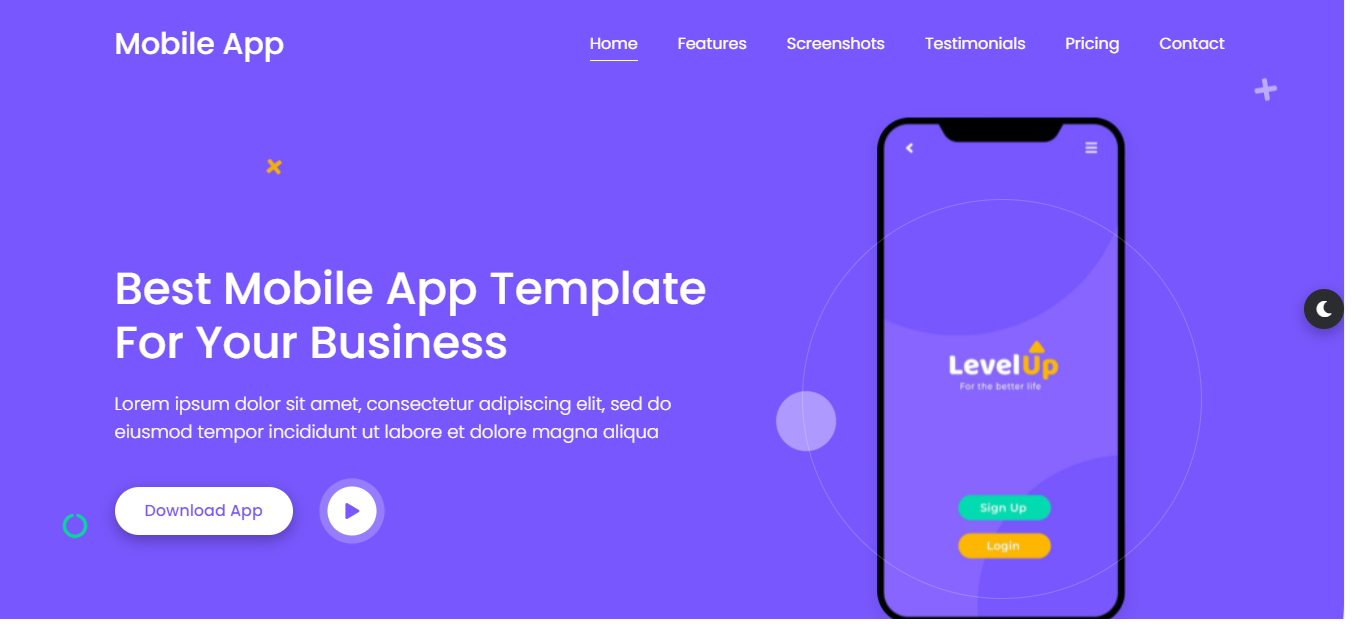 Mobile App
Home Features Screenshots Testimonials Pricing Contact
Best Mobile App Template
For Your Business
Lorem ipsum dolor sit amet, consectetur adipiscing elit, sed do
eiusmod tempor incididunt ut labore et dolore magna aliqua
Download App
LevelUp
For the better life
Sign Up
Login